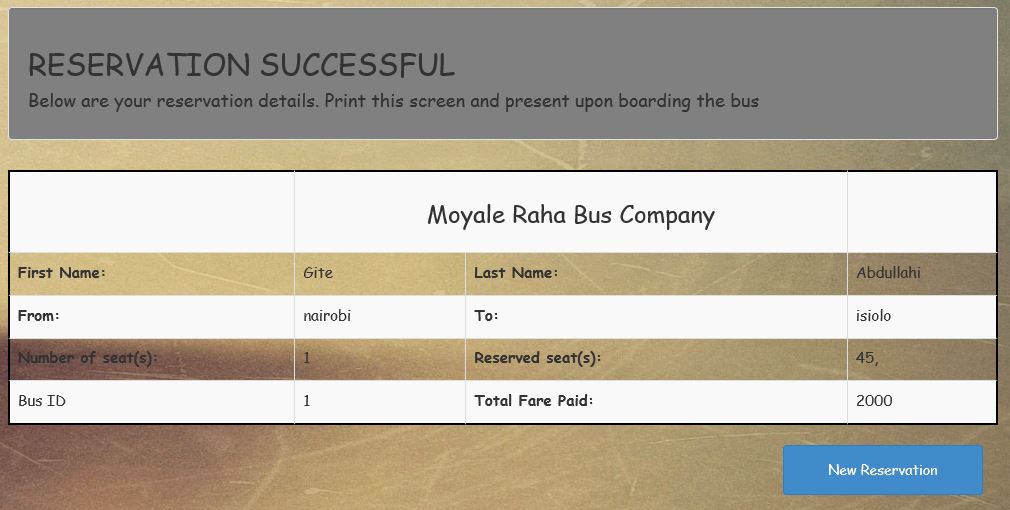 RESERVATION SUCCESSFUL
Below are your reservation details. Print this screen and present upon boarding the bus
Moyale Raha Bus Company
First Name: Gite Last Name: Abdullahi
From: nairobi To: isiolo
Number of seat(s): 1 Reserved seat(s): 45,
Bus ID 1 Total Fare Paid: 2000
New Reservation